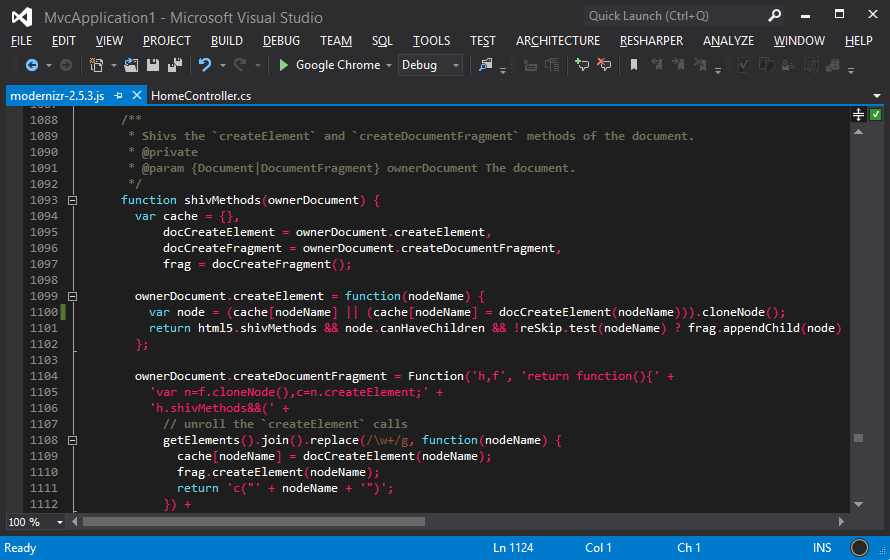 MvcApplication1 - Microsoft Visual Studio
Quick Launch (Ctrl+Q)
FILE EDIT VIEW PROJECT BUILD DEBUG TEAM SQL TOOLS TEST ARCHITECTURE RESHARPER ANALYZE WINDOW HELP
Google Chrome Debug
modernizr-2.5.3.js HomeController.cs
1087
1088 /**
1089 * Shivs the `createElement` and `createDocumentFragment` methods of the document.
1090 * @private
1091 * @param {Document|DocumentFragment} ownerDocument The document.
1092 */
1093 function shivMethods(ownerDocument) {
1094 var cache = {},
1095 docCreateElement = ownerDocument.createElement,
1096 docCreateFragment = ownerDocument.createDocumentFragment,
1097 frag = docCreateFragment();
1098
1099 ownerDocument.createElement = function(nodeName) {
1100 var node = (cache[nodeName] || (cache[nodeName] = docCreateElement(nodeName))).cloneNode();
1101 return html5.shivMethods && node.canHaveChildren && !reSkip.test(nodeName) ? frag.appendChild(node)
1102 };
1103
1104 ownerDocument.createDocumentFragment = Function('h,f', 'return function(){' +
1105 'var n=f.cloneNode(),c=n.createElement;' +
1106 'h.shivMethods&&(' +
1107 // unroll the `createElement` calls
1108 getElements().join().replace(/\w+/g, function(nodeName) {
1109 cache[nodeName] = docCreateElement(nodeName);
1110 frag.createElement(nodeName);
1111 return 'c("' + nodeName + '")';
1112 }) +
100 %
Ready Ln 1124 Col 1 Ch 1 INS